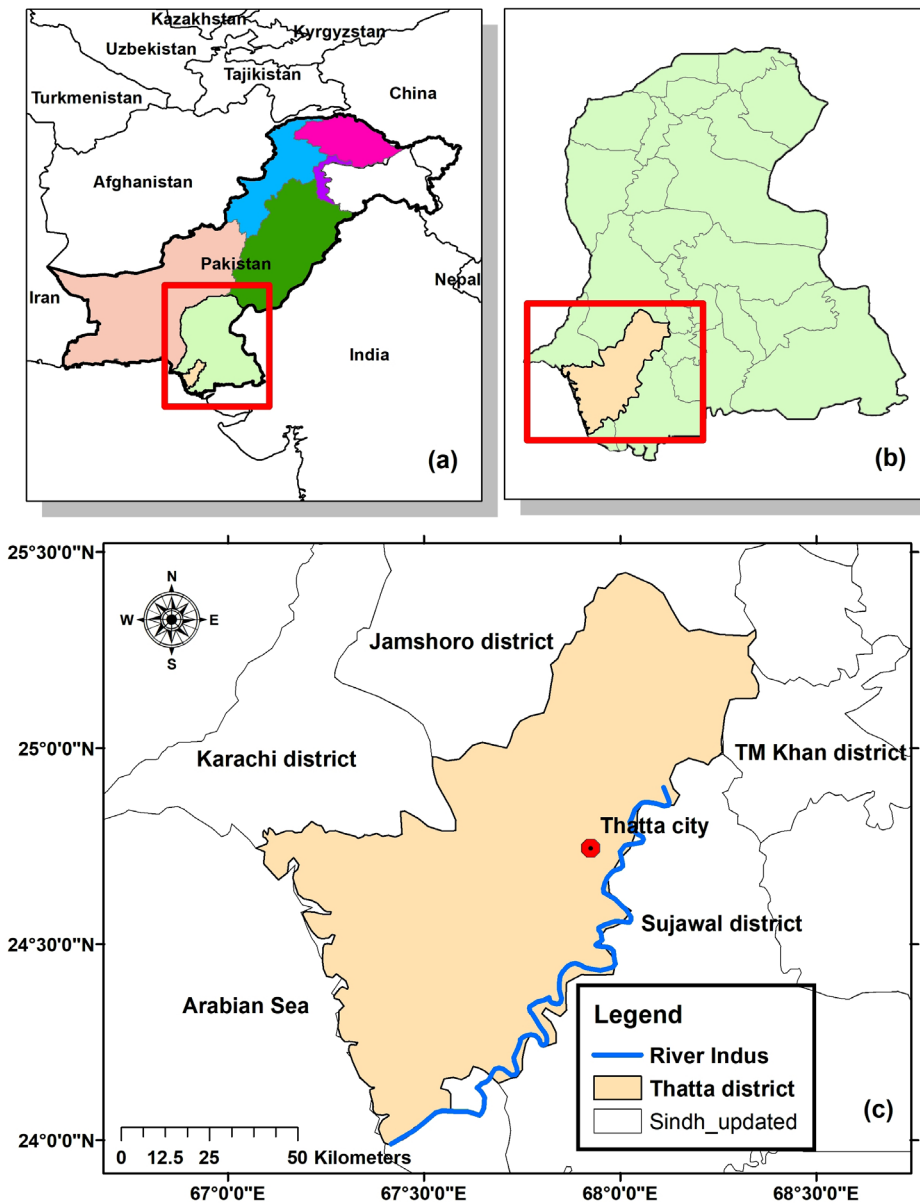 Kazakhstan
Kyrgyzstan
Uzbekistan
Tajikistan
Turkmenistan
China
Afghanistan
Pakistan
Nepal
Iran
India
(a)
(b)
25°30'0"N
N
W
E
S
Jamshoro district
25°0'0"N
Karachi district
TM Khan district
Thatta city
24°30'0"N
Sujawal district
Arabian Sea
Legend
River Indus
Thatta district
Sindh_updated
(c)
24°0'0"N
0 12.5 25 50 Kilometers
67°0'0"E 67°30'0"E 68°0'0"E 68°30'0"E